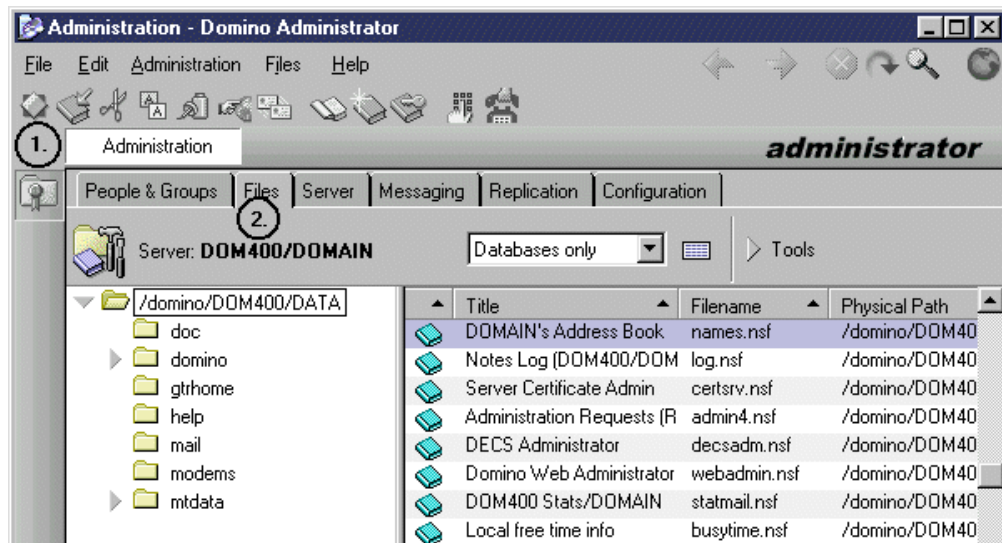 Administration - Domino Administrator
File Edit Administration Files Help
1.
Administration
administrator
People & Groups Files Server Messaging Replication Configuration
2.
Server: DOM400/DOMAIN Databases only Tools
/domino/DOM400/DATA
doc
domino
gtrhome
help
mail
modems
mtdata
Title Filename Physical Path
DOMAIN's Address Book names.nsf /domino/DOM40
Notes Log (DOM400/DOM log.nsf /domino/DOM40
Server Certificate Admin certsrv.nsf /domino/DOM40
Administration Requests (R admin4.nsf /domino/DOM40
DECS Administrator decsadm.nsf /domino/DOM40
Domino Web Administrator webadmin.nsf /domino/DOM40
DOM400 Stats/DOMAIN statmail.nsf /domino/DOM40
Local free time info busytime.nsf /domino/DOM40